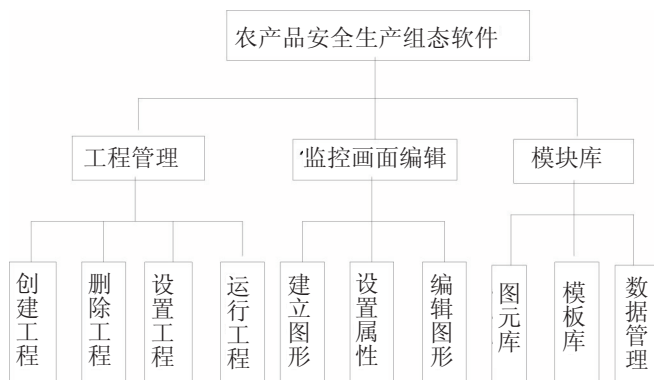 农产品安全生产组态软件
工程管理
‘监控画面编辑
模块库
创建工程
删除工程
设置工程
运行工程
建立图形
设置属性
编辑图形
图元库
模板库
数据管理